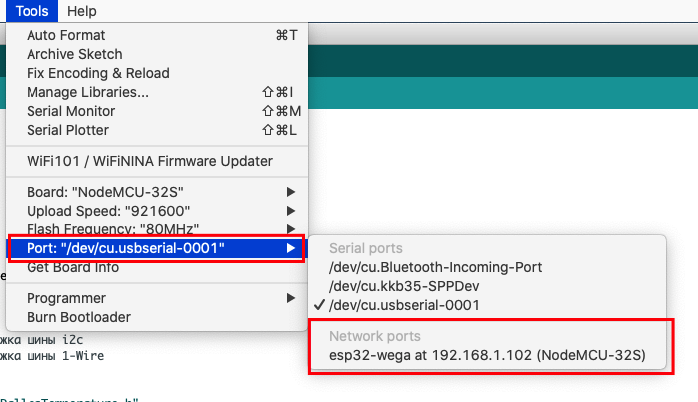 Tools Help
Auto Format ⌘T
Archive Sketch
Fix Encoding & Reload
Manage Libraries... ⇧⌘I
Serial Monitor ⇧⌘M
Serial Plotter ⇧⌘L
WiFi101 / WiFiNINA Firmware Updater
Board: "NodeMCU-32S"
Upload Speed: "921600"
Flash Frequency: "80MHz"
Port: "/dev/cu.usbserial-0001"
Get Board Info
Programmer
Burn Bootloader
Serial ports
/dev/cu.Bluetooth-Incoming-Port
/dev/cu.kkb35-SPPDev
✓ /dev/cu.usbserial-0001
Network ports
esp32-wega at 192.168.1.102 (NodeMCU-32S)
жка шины i2c
жка шины 1-Wire